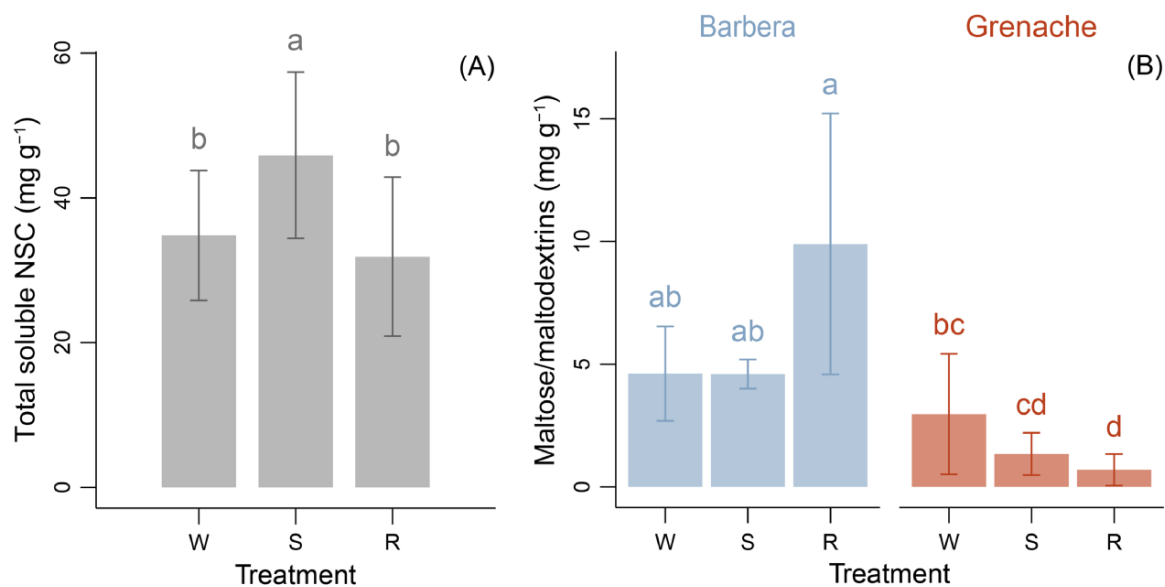 (A)
Total soluble NSC (mg g⁻¹)
60
40
20
0
b
a
b
W S R
Treatment
Barbera Grenache
(B)
Maltose/maltodextrins (mg g⁻¹)
15
10
5
0
ab
ab
a
bc
cd
d
W S R W S R
Treatment